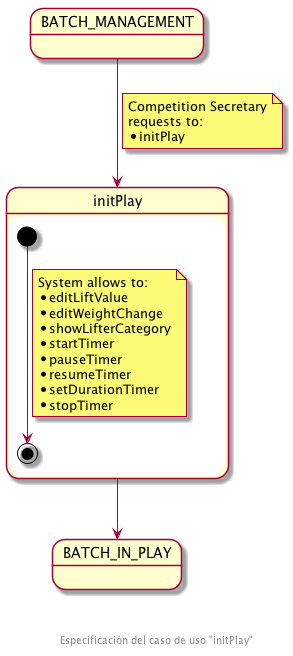 BATCH_MANAGEMENT
Competition Secretary
requests to:
• initPlay
initPlay
System allows to:
• editLiftValue
• editWeightChange
• showLifterCategory
• startTimer
• pauseTimer
• resumeTimer
• setDurationTimer
• stopTimer
BATCH_IN_PLAY
Especificación del caso de uso "initPlay"